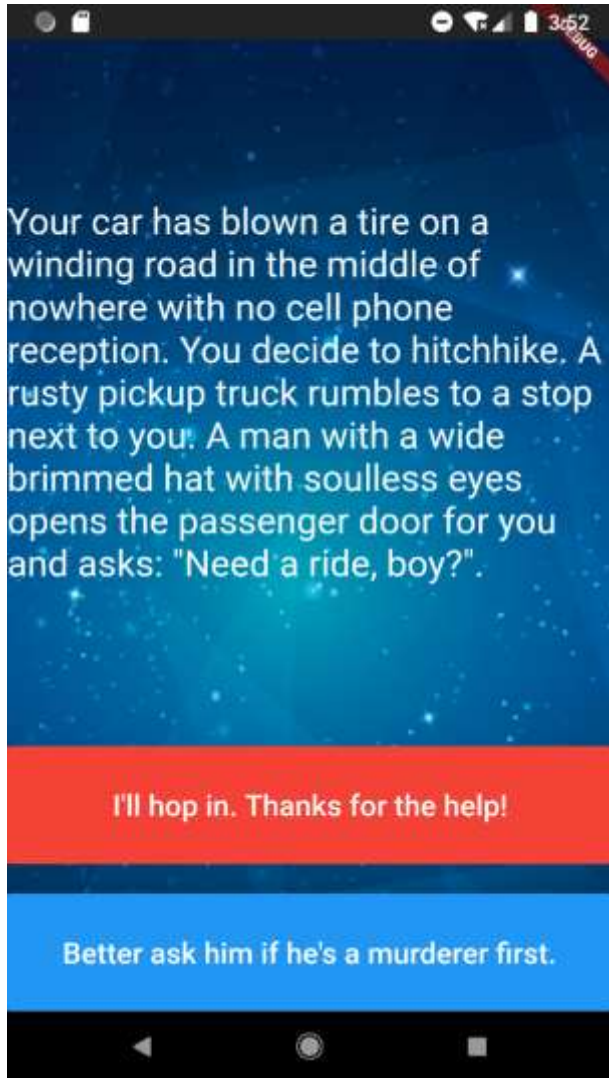 3:52
DEBUG
Your car has blown a tire on a
winding road in the middle of
nowhere with no cell phone
reception. You decide to hitchhike. A
rusty pickup truck rumbles to a stop
next to you. A man with a wide
brimmed hat with soulless eyes
opens the passenger door for you
and asks: "Need a ride, boy?".
I'll hop in. Thanks for the help!
Better ask him if he's a murderer first.